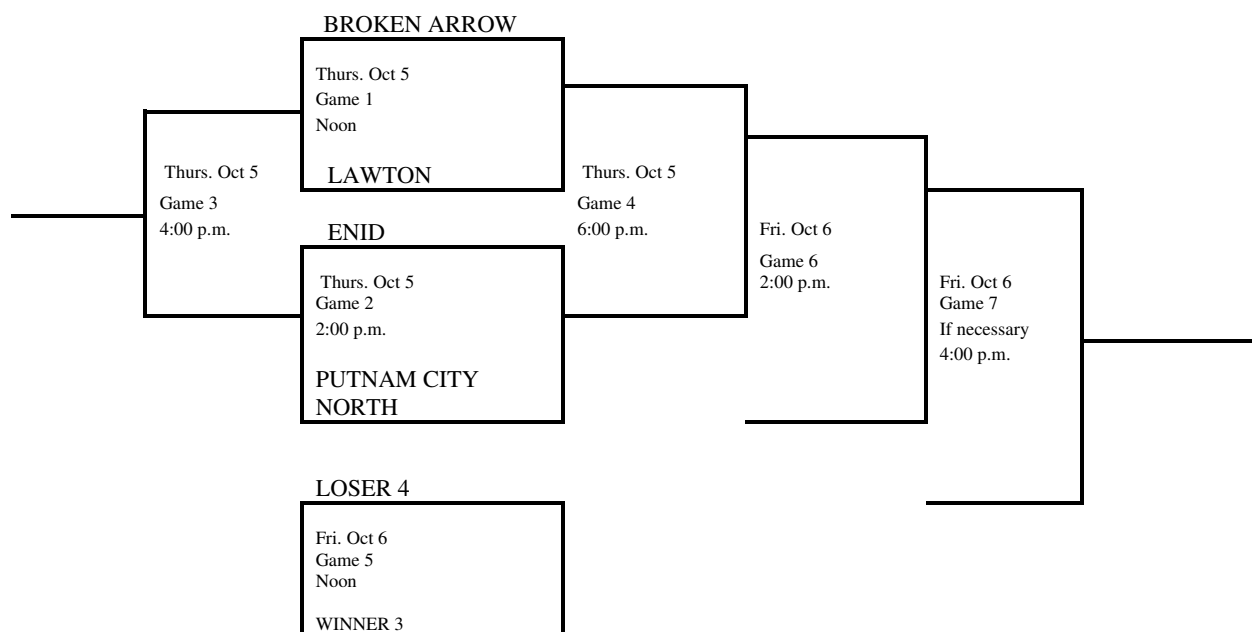 BROKEN ARROW
Thurs. Oct 5
Game 1
Noon
LAWTON
Thurs. Oct 5
Game 3
4:00 p.m.
Thurs. Oct 5
Game 4
6:00 p.m.
ENID
Thurs. Oct 5
Game 2
2:00 p.m.
PUTNAM CITY
NORTH
Fri. Oct 6
Game 6
2:00 p.m.
Fri. Oct 6
Game 7
If necessary
4:00 p.m.
LOSER 4
Fri. Oct 6
Game 5
Noon
WINNER 3